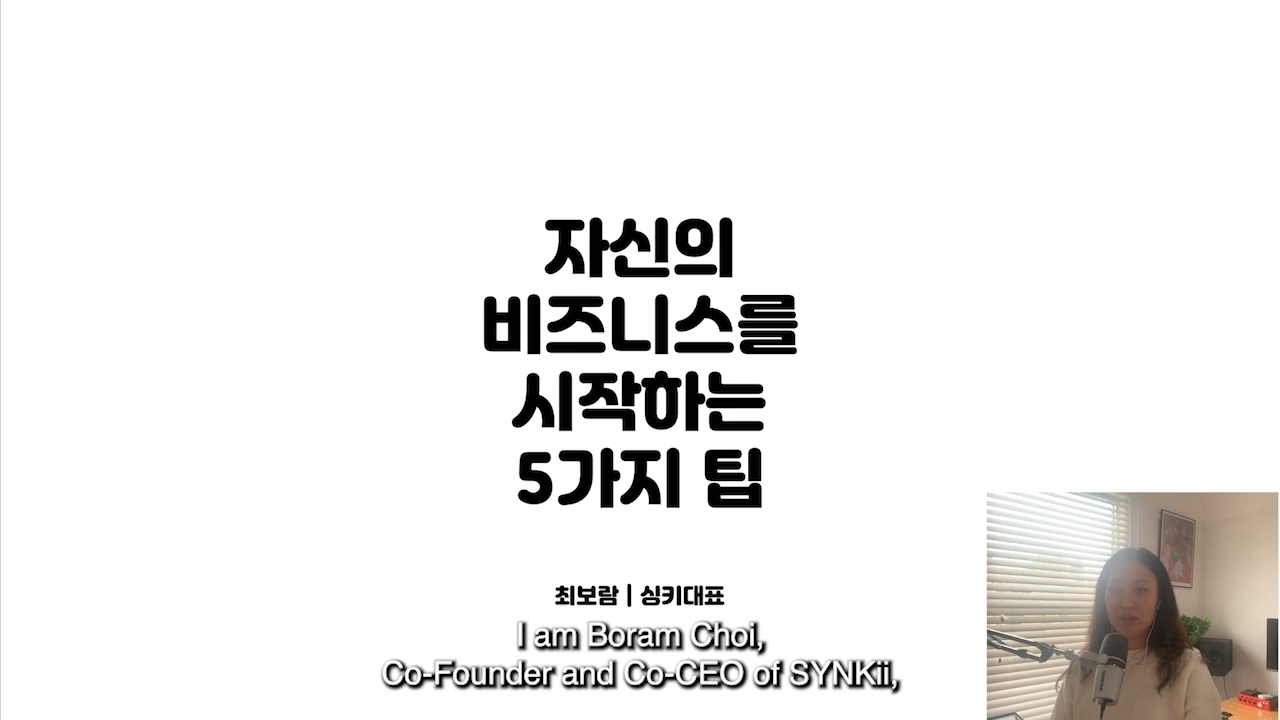 자신의
비즈니스를
시작하는
5가지 팁
최보람 | 싱키대표
I am Boram Choi,
Co-Founder and Co-CEO of SYNKii,